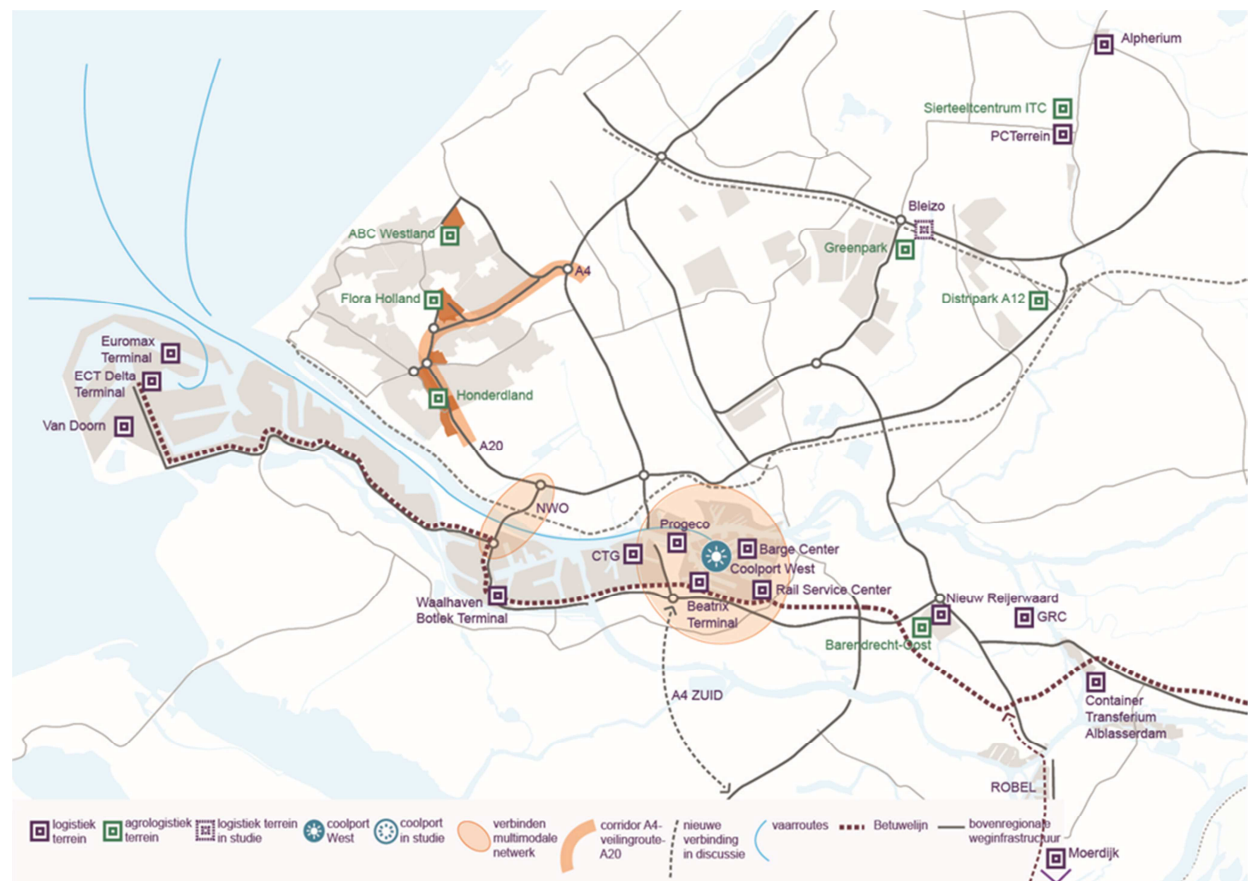 Alpherium
Sierteeltcentrum ITC
PCTerrein
Bleizo
ABC Westland
Greenpark
A4
Flora Holland
Distripark A12
Euromax
Terminal
ECT Delta
Terminal
Honderdland
Van Doorn
A20
NWO
Progeco
CTG
Barge Center
Coolport West
Rail Service Center
Waalhaven
Botlek Terminal
Beatrix
Terminal
Nieuw Reijerwaard
GRC
Barendrecht-Oost
A4 ZUID
Container
Transferium
Alblasserdam
ROBEL
logistiek
terrein
agrologistiek
terrein
logistiek terrein
in studie
coolport
West
coolport
in studie
verbinden
multimodale
netwerk
corridor A4-
veilingroute-
A20
nieuwe
verbinding
in discussie
vaarroutes
Betuwelijn
bovenregionale
weginfrastructuur
Moerdijk